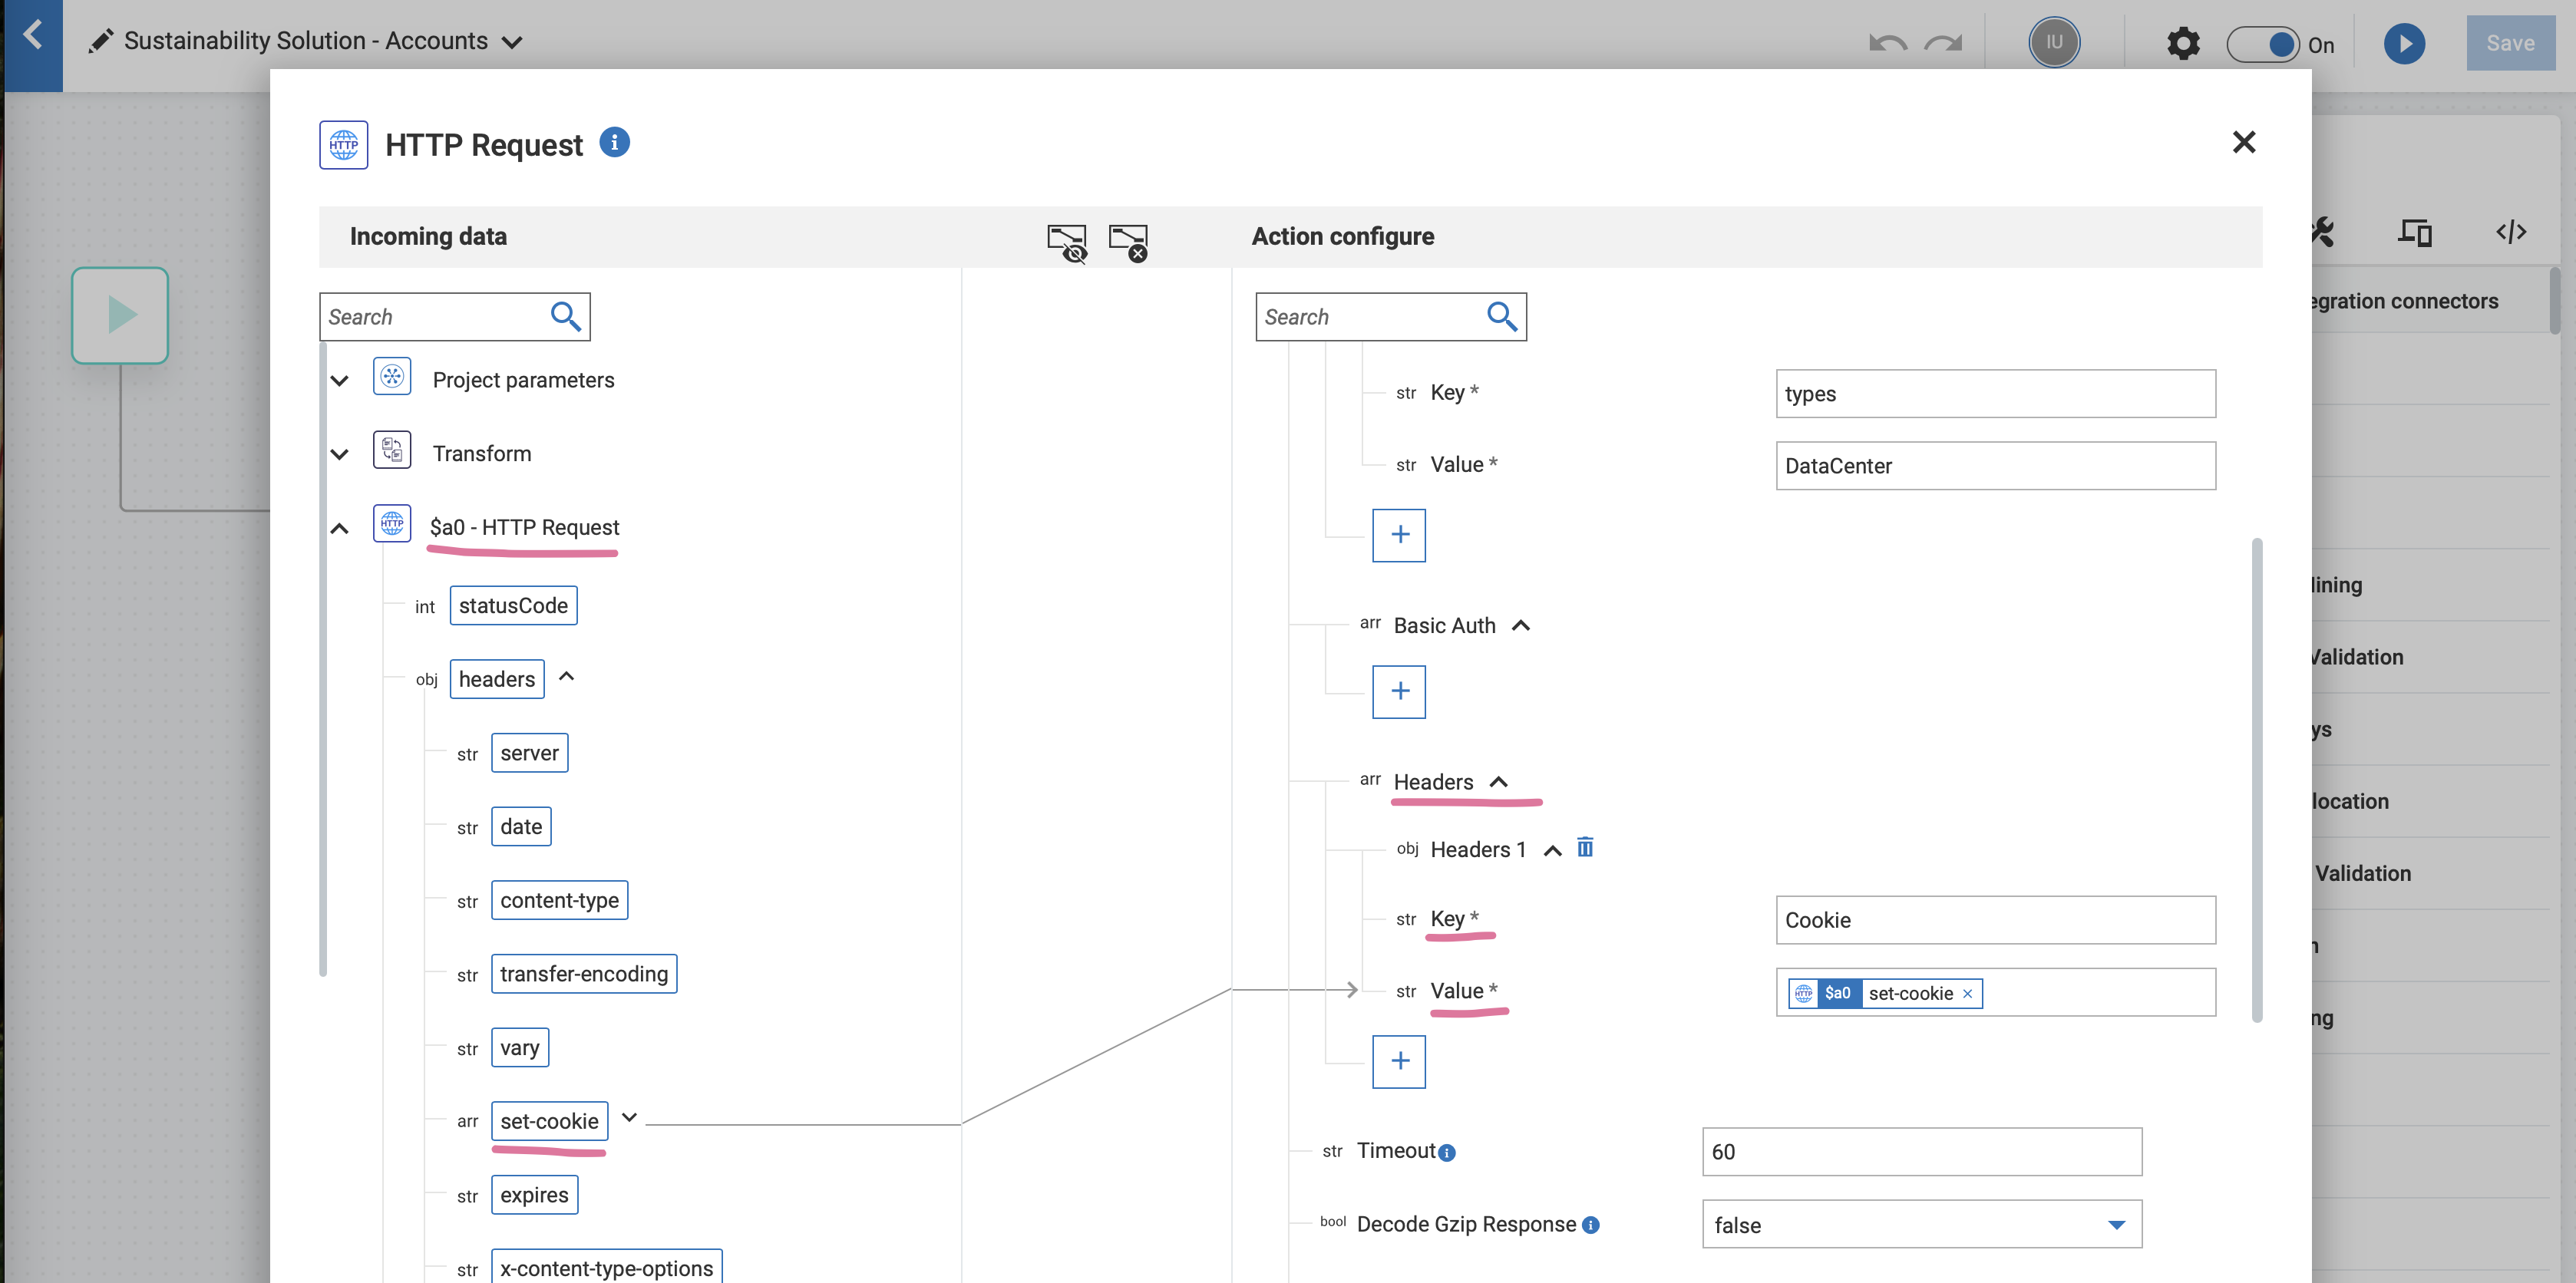 Sustainability Solution - Accounts
IU
On
Save
HTTP
HTTP Request
i
Incoming data
Action configure
Search
Search
Project parameters
Transform
HTTP
$a0 - HTTP Request
int statusCode
obj headers
str server
str date
str content-type
str transfer-encoding
str vary
arr set-cookie
str expires
str x-content-type-options
str Key * types
str Value * DataCenter
+
arr Basic Auth
+
arr Headers
obj Headers 1
str Key * Cookie
str Value * HTTP $a0 set-cookie ×
+
str Timeout i 60
bool Decode Gzip Response i false
egration connectors
lining
Validation
ys
location
Validation
n
ng